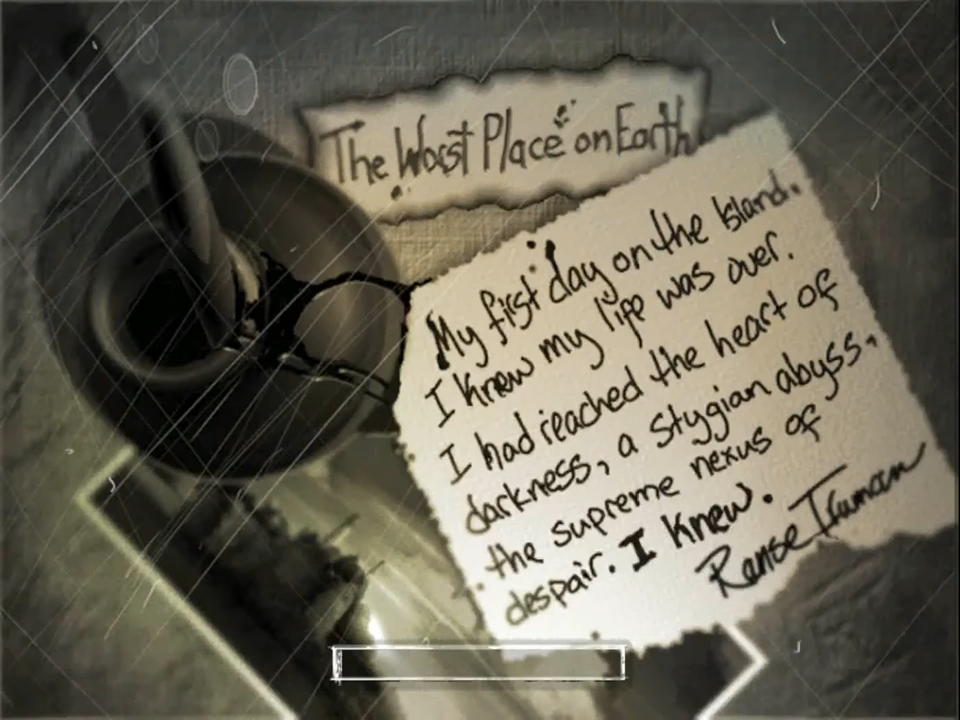 The Worst Place on Earth
My first day on the Island.
I knew my life was over.
I had reached the heart of
darkness, a stygian abyss,
the supreme nexus of
despair. I knew.
Ranse Truman